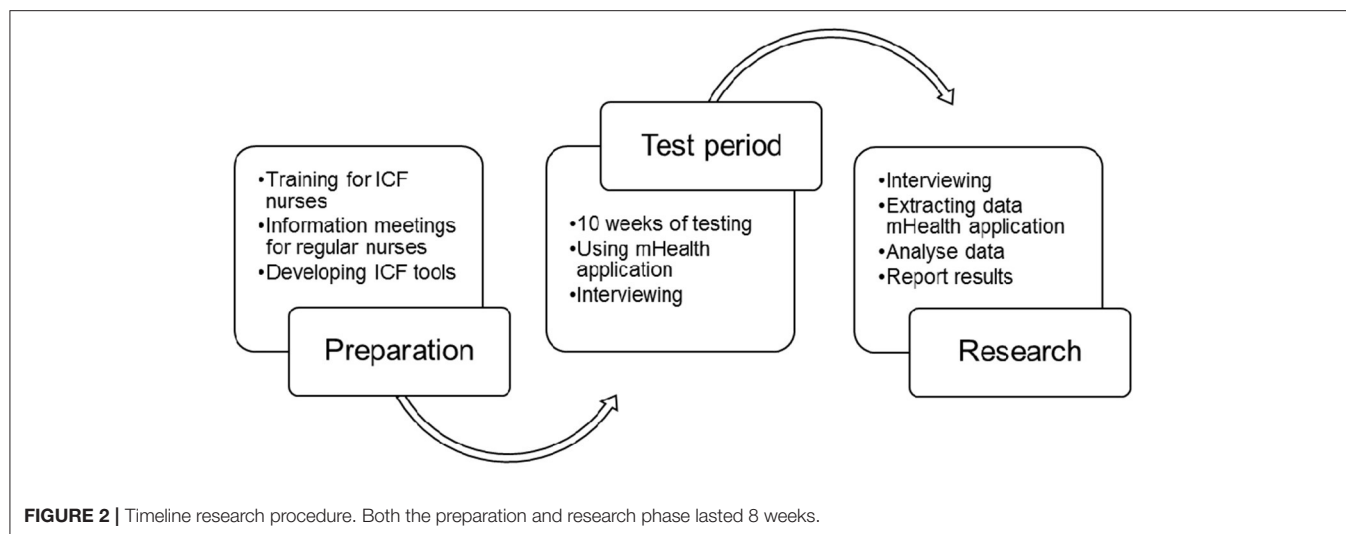 •Training for ICF
nurses
•Information meetings
for regular nurses
•Developing ICF tools
Preparation
Test period
•10 weeks of testing
•Using mHealth
application
•Interviewing
•Interviewing
•Extracting data
mHealth application
•Analyse data
•Report results
Research
FIGURE 2 | Timeline research procedure. Both the preparation and research phase lasted 8 weeks.